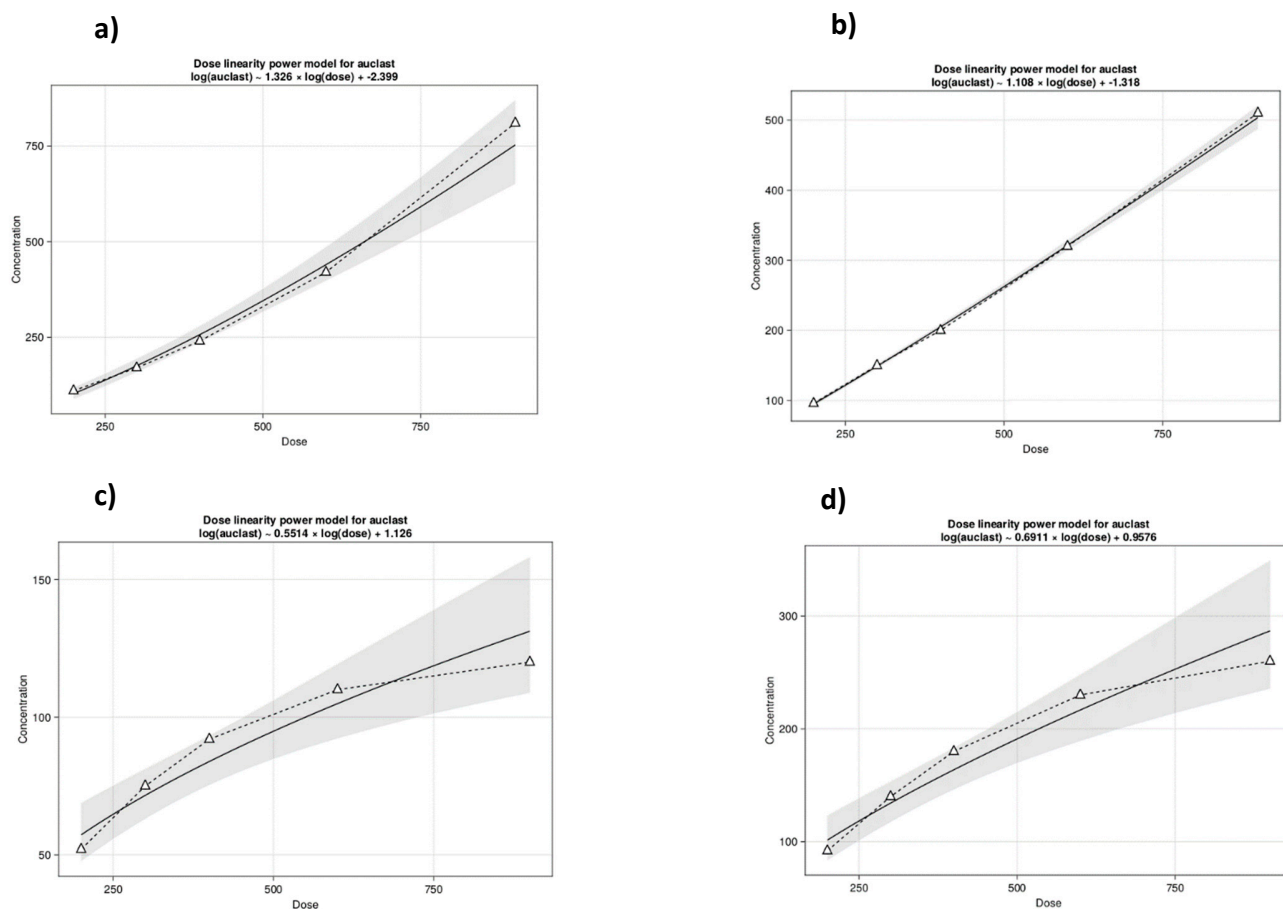 a)
Dose linearity power model for auclast
log(auclast) ~ 1.326 × log(dose) + -2.399
750
500
250
Concentration
250
500
750
Dose
b)
Dose linearity power model for auclast
log(auclast) ~ 1.108 × log(dose) + -1.318
500
400
300
200
100
Concentration
250
500
750
Dose
c)
Dose linearity power model for auclast
log(auclast) ~ 0.5514 × log(dose) + 1.126
150
100
50
Concentration
250
500
750
Dose
d)
Dose linearity power model for auclast
log(auclast) ~ 0.6911 × log(dose) + 0.9576
300
200
100
Concentration
250
500
750
Dose